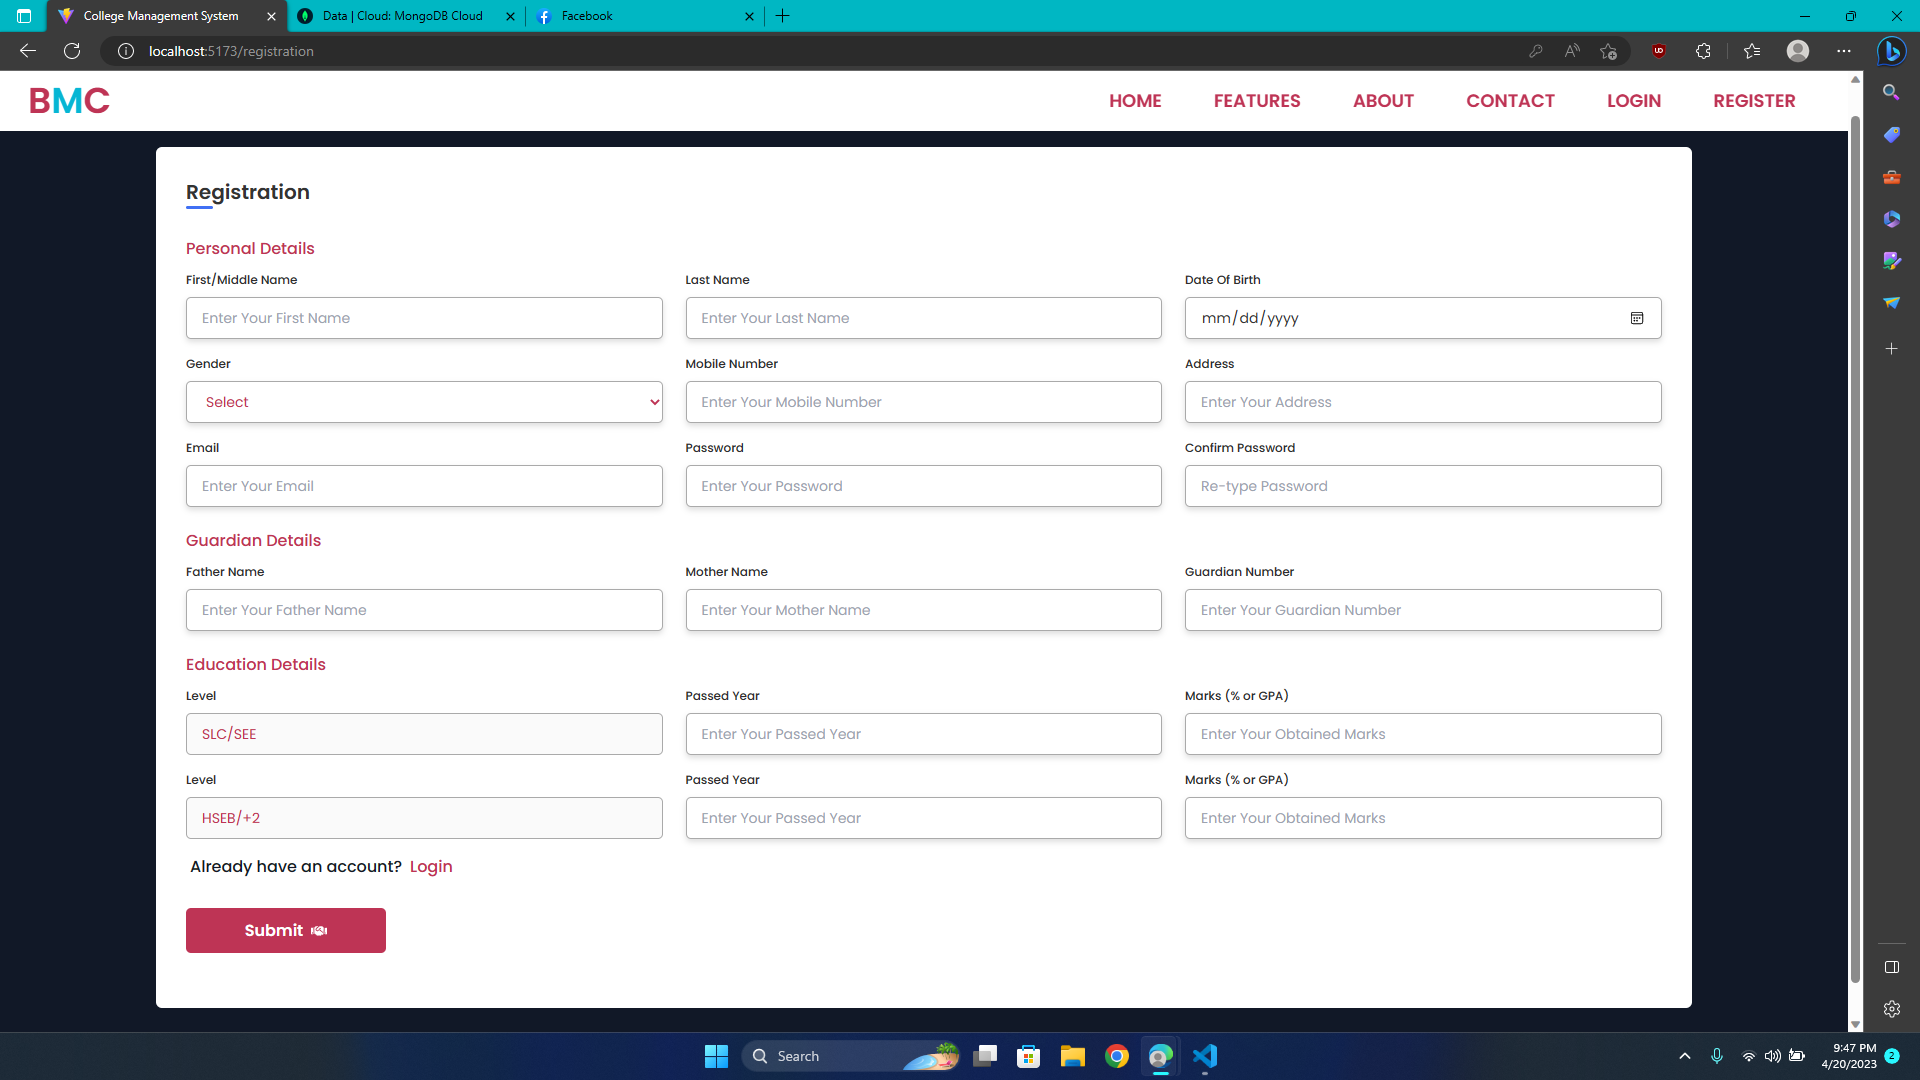 College Management System
Data | Cloud: MongoDB Cloud
Facebook
localhost:5173/registration
BMC
HOME
FEATURES
ABOUT
CONTACT
LOGIN
REGISTER
Registration
Personal Details
First/Middle Name
Last Name
Date Of Birth
Enter Your First Name
Enter Your Last Name
mm/dd/yyyy
Gender
Mobile Number
Address
Select
Enter Your Mobile Number
Enter Your Address
Email
Password
Confirm Password
Enter Your Email
Enter Your Password
Re-type Password
Guardian Details
Father Name
Mother Name
Guardian Number
Enter Your Father Name
Enter Your Mother Name
Enter Your Guardian Number
Education Details
Level
Passed Year
Marks (% or GPA)
SLC/SEE
Enter Your Passed Year
Enter Your Obtained Marks
Level
Passed Year
Marks (% or GPA)
HSEB/+2
Enter Your Passed Year
Enter Your Obtained Marks
Already have an account? Login
Submit
Search
9:47 PM
4/20/2023
2